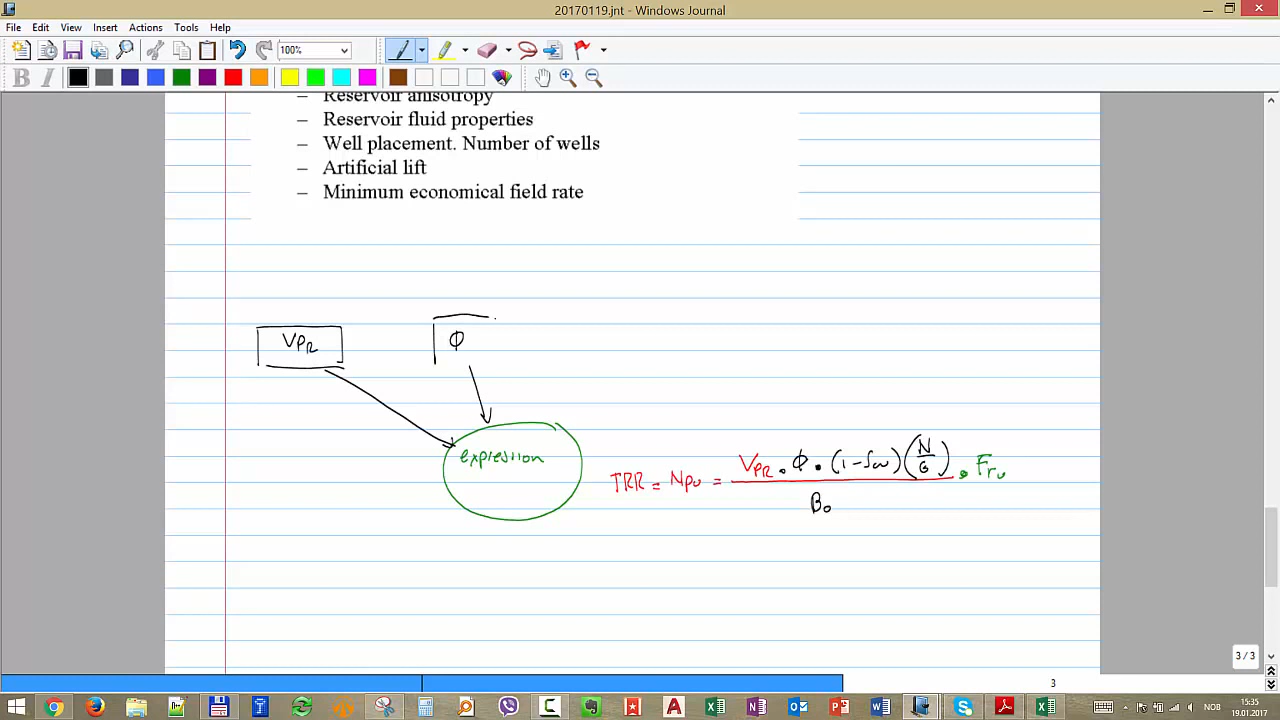 20170119.jnt - Windows Journal
File Edit View Insert Actions Tools Help
100%
B I
– Reservoir anisotropy
– Reservoir fluid properties
– Well placement. Number of wells
– Artificial lift
– Minimum economical field rate
VPR ϕ
expression
TRR = Npu = VPR · ϕ · (1-Sw) (N/G) / Bo · Fru
3/3
3
NOB 15:35
19.01.2017